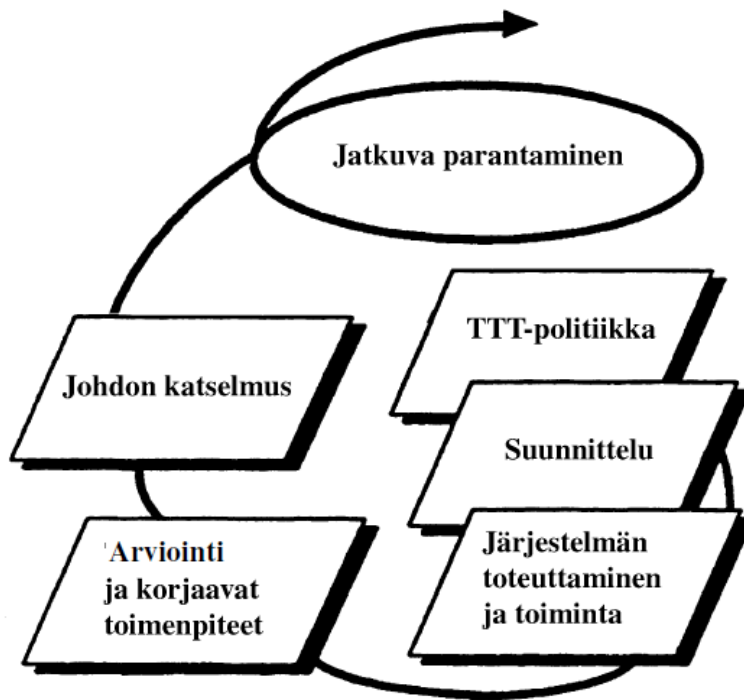 Jatkuva parantaminen
TTT-politiikka
Suunnittelu
Järjestelmän
toteuttaminen
ja toiminta
Arviointi
ja korjaavat
toimenpiteet
Johdon katselmus